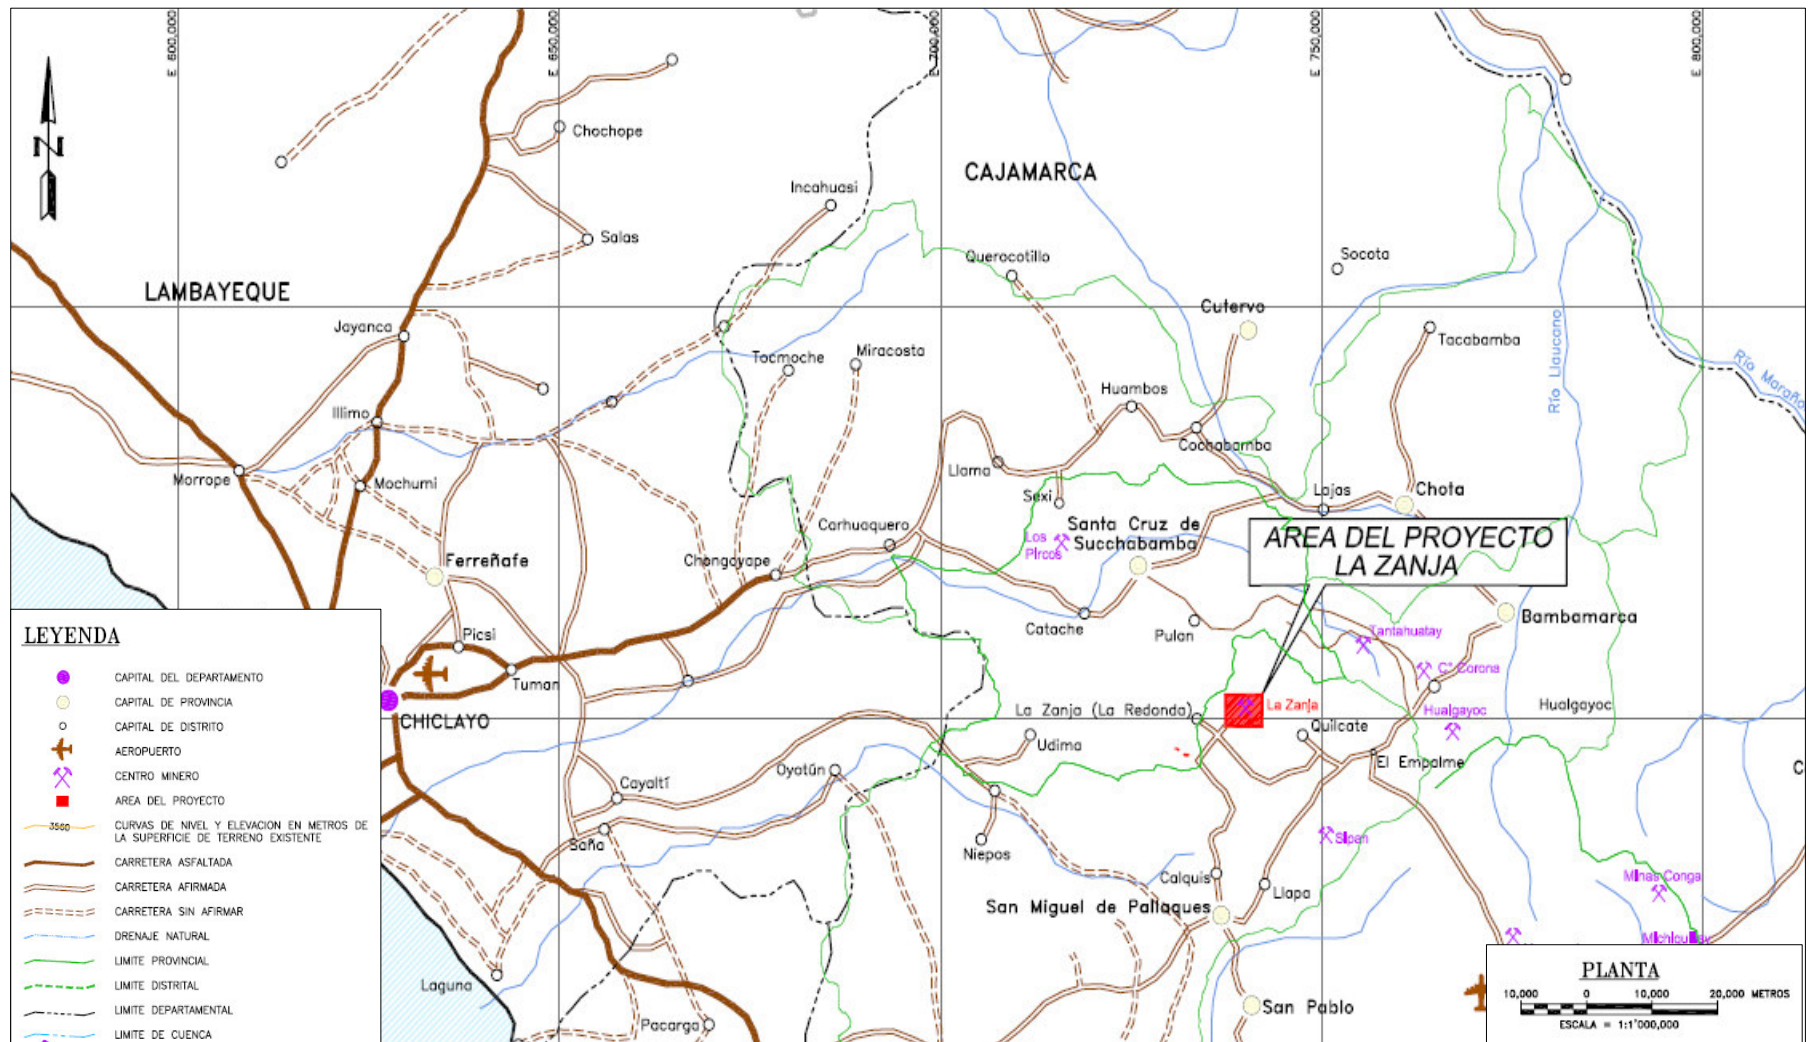 E 600,000
E 650,000
E 700,000
E 750,000
E 800,000
N
Chochope
CAJAMARCA
Incahuasi
Salas
Querocotillo
Socota
LAMBAYEQUE
Cutervo
Jayanca
Tacabamba
Río Llaucano
Río Marañó
Tocmoche
Miracosta
Huambos
Illimo
Cochabamba
Llama
Morrope
Mochumi
Sexi
Lajas
Chota
Carhuaquero
Santa Cruz de
Succhabamba
Los
Pircos
AREA DEL PROYECTO
LA ZANJA
Ferreñafe
Chongoyape
Catache
Pulan
Bambamarca
Tantahuatay
C° Corona
LEYENDA
Picsi
Tuman
CAPITAL DEL DEPARTAMENTO
CAPITAL DE PROVINCIA
CAPITAL DE DISTRITO
AEROPUERTO
CENTRO MINERO
AREA DEL PROYECTO
3560
CURVAS DE NIVEL Y ELEVACION EN METROS DE
LA SUPERFICIE DE TERRENO EXISTENTE
CARRETERA ASFALTADA
CARRETERA AFIRMADA
CARRETERA SIN AFIRMAR
DRENAJE NATURAL
LIMITE PROVINCIAL
LIMITE DISTRITAL
LIMITE DEPARTAMENTAL
LIMITE DE CUENCA
CHICLAYO
La Zanja (La Redonda)
La Zanja
Hualgayoc
Hualgayoc
Quilcate
Udima
El Empalme
C
Oyotún
Cayaltí
Saña
Niepos
Sipan
Calquis
Llapa
Minas Conga
San Miguel de Pallaques
Michiquillay
Laguna
Pacarga
San Pablo
PLANTA
10,000 0 10,000 20,000 METROS
ESCALA = 1:1'000,000